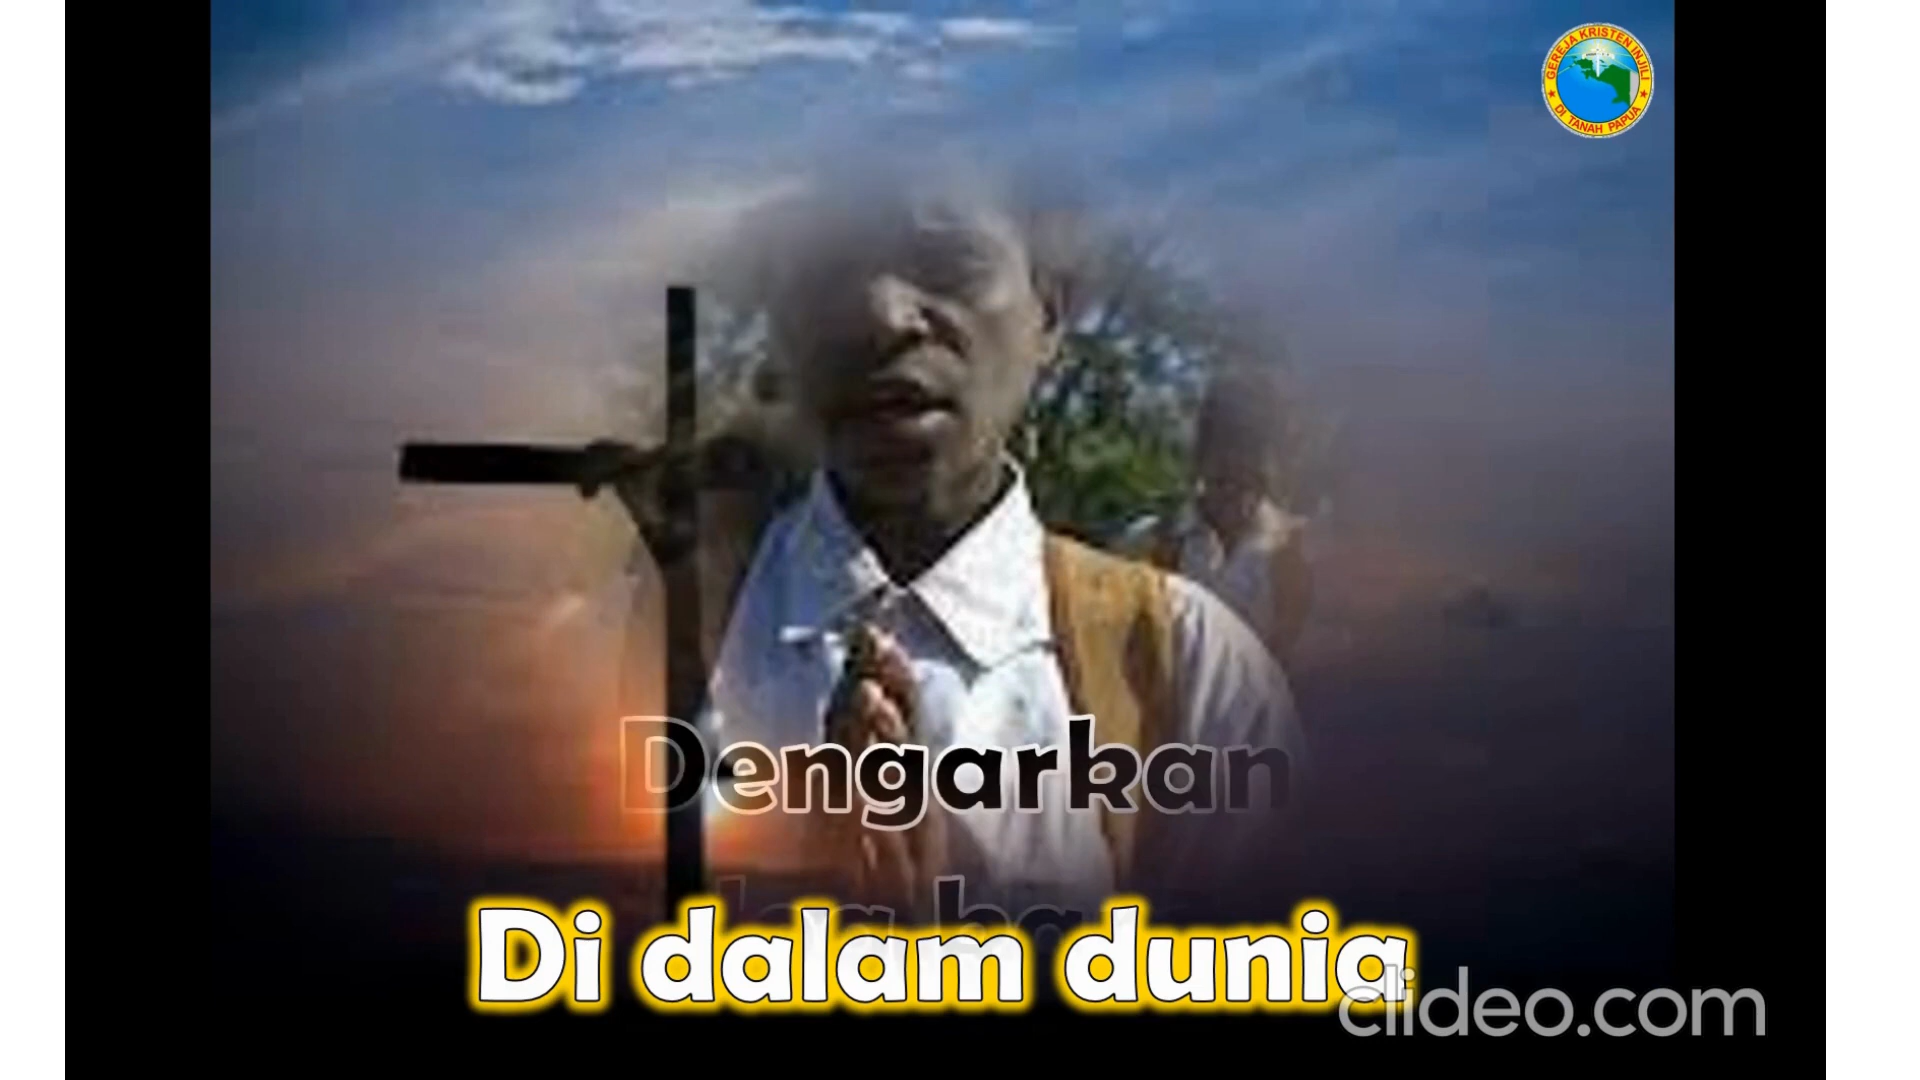 GEREJA KRISTEN INJILI
DI TANAH PAPUA
Dengarkan
Di dalam dunia
clideo.com